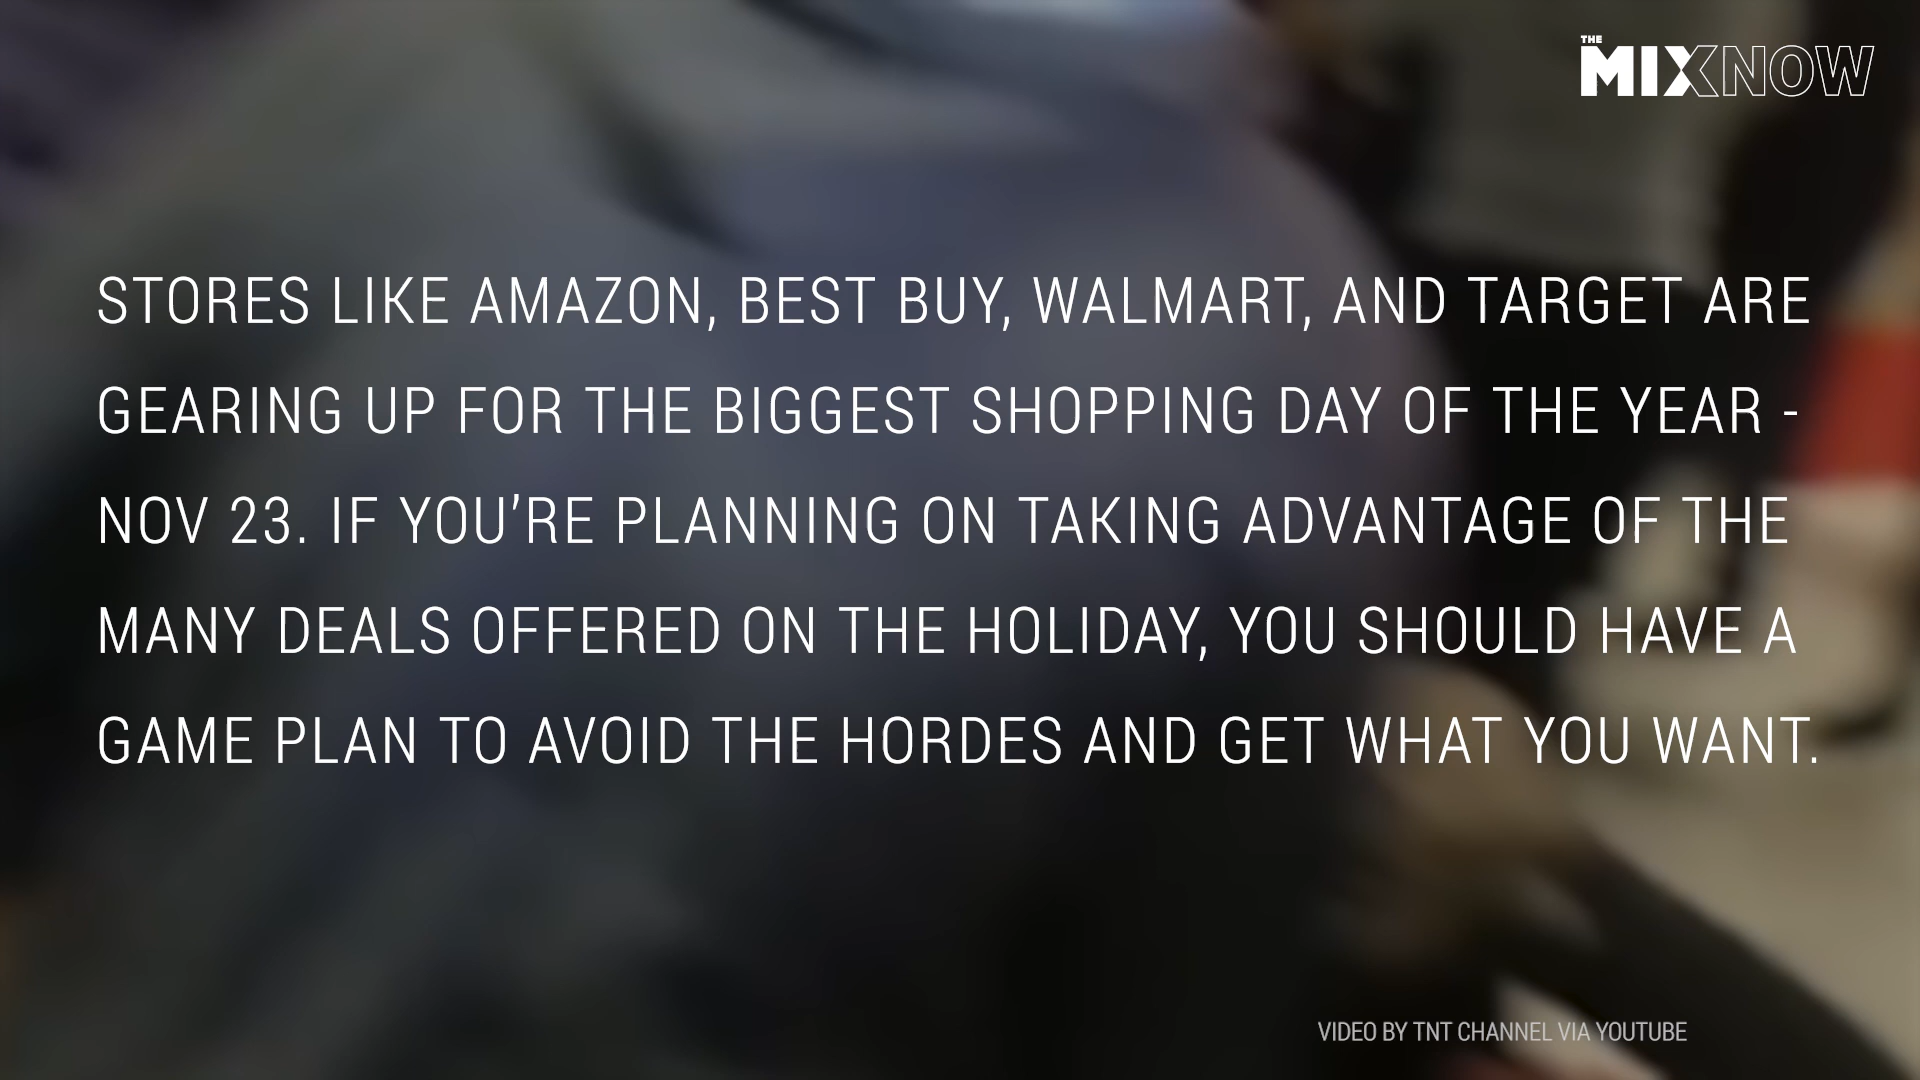 THE
MIXNOW
STORES LIKE AMAZON, BEST BUY, WALMART, AND TARGET ARE
GEARING UP FOR THE BIGGEST SHOPPING DAY OF THE YEAR -
NOV 23. IF YOU’RE PLANNING ON TAKING ADVANTAGE OF THE
MANY DEALS OFFERED ON THE HOLIDAY, YOU SHOULD HAVE A
GAME PLAN TO AVOID THE HORDES AND GET WHAT YOU WANT.
VIDEO BY TNT CHANNEL VIA YOUTUBE